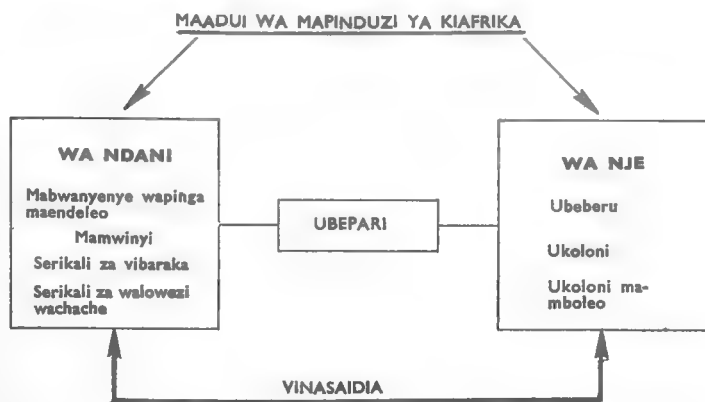 MAADUI WA MAPINDUZI YA KIAFRIKA
WA NDANI
Mabwanyenye wapinga
maendeleo
Mamwinyi
Serikali za vibaraka
Serikali za walowezi
wachache
UBEPARI
WA NJE
Ubeberu
Ukoloni
Ukoloni ma-
mboleo
VINASAIDIA